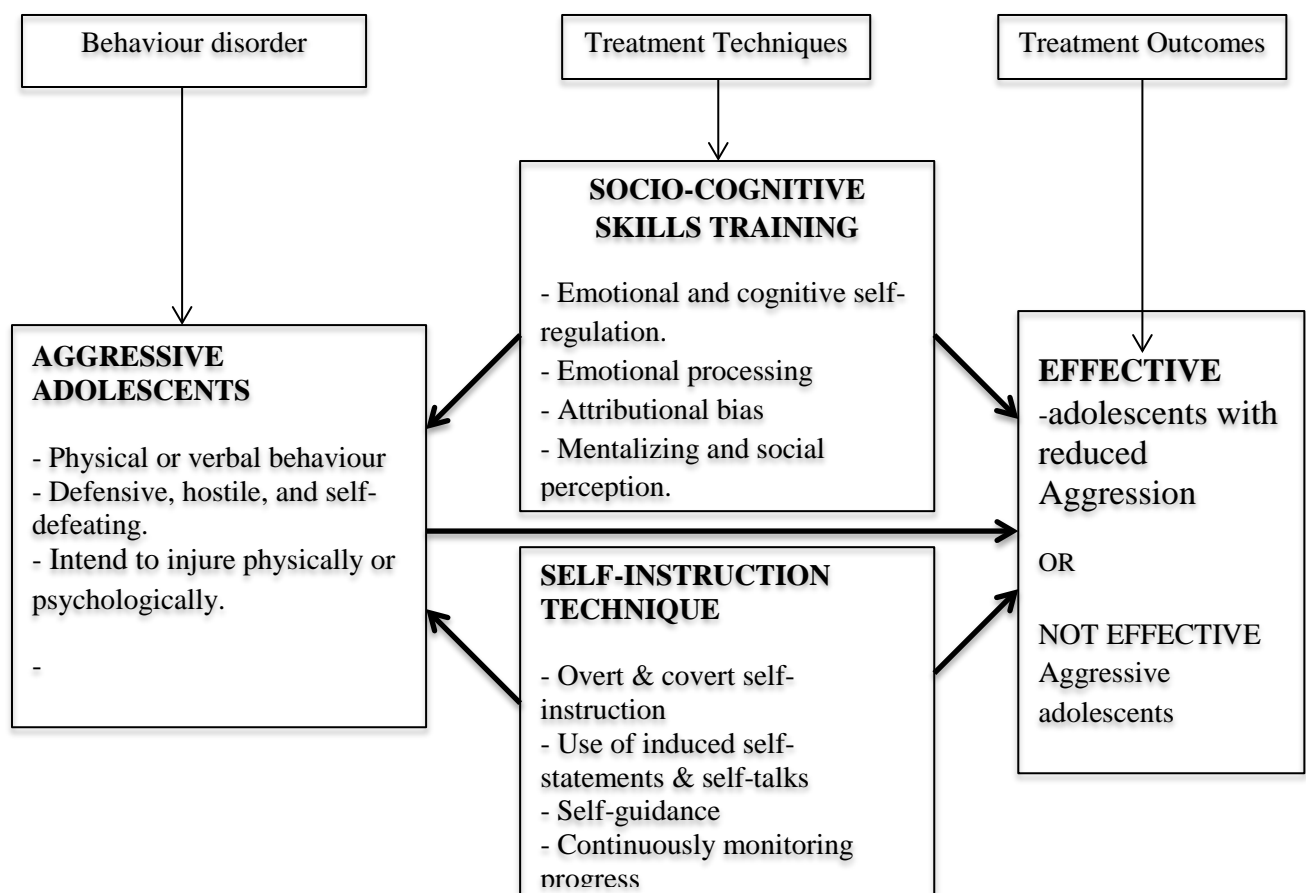 Behaviour disorder
Treatment Techniques
Treatment Outcomes
SOCIO-COGNITIVE
SKILLS TRAINING
- Emotional and cognitive self-
regulation.
- Emotional processing
- Attributional bias
- Mentalizing and social
perception.
AGGRESSIVE
ADOLESCENTS
- Physical or verbal behaviour
- Defensive, hostile, and self-
defeating.
- Intend to injure physically or
psychologically.
-
EFFECTIVE
-adolescents with
reduced
Aggression
OR
NOT EFFECTIVE
Aggressive
adolescents
SELF-INSTRUCTION
TECHNIQUE
- Overt & covert self-
instruction
- Use of induced self-
statements & self-talks
- Self-guidance
- Continuously monitoring
progress